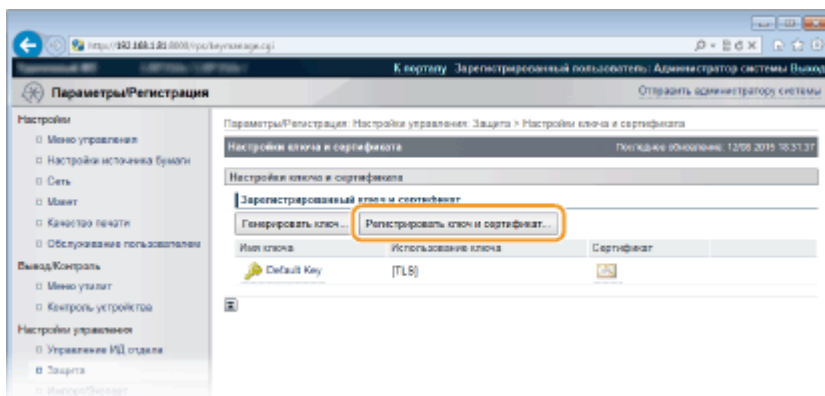 http://192.168.1.81:8000/rps/keymanage.cgi
К порталу Зарегистрированный пользователь: Администратор системы Выход
Параметры/Регистрация
Отправить администратору системы
Настройки
Меню управления
Настройки источника бумаги
Сеть
Макет
Качество печати
Обслуживание пользователем
Вывод/Контроль
Меню утилит
Контроль устройства
Настройки управления
Управление ИД отдела
Защита
Импорт/Экспорт
Параметры/Регистрация: Настройки управления: Защита > Настройки ключа и сертификата
Настройки ключа и сертификата
Последнее обновление: 12/08 2015 18:31:37
Настройки ключа и сертификата
Зарегистрированный ключ и сертификат
Генерировать ключ... Регистрировать ключ и сертификат...
Имя ключа Использование ключа Сертификат
Default Key [TLS]